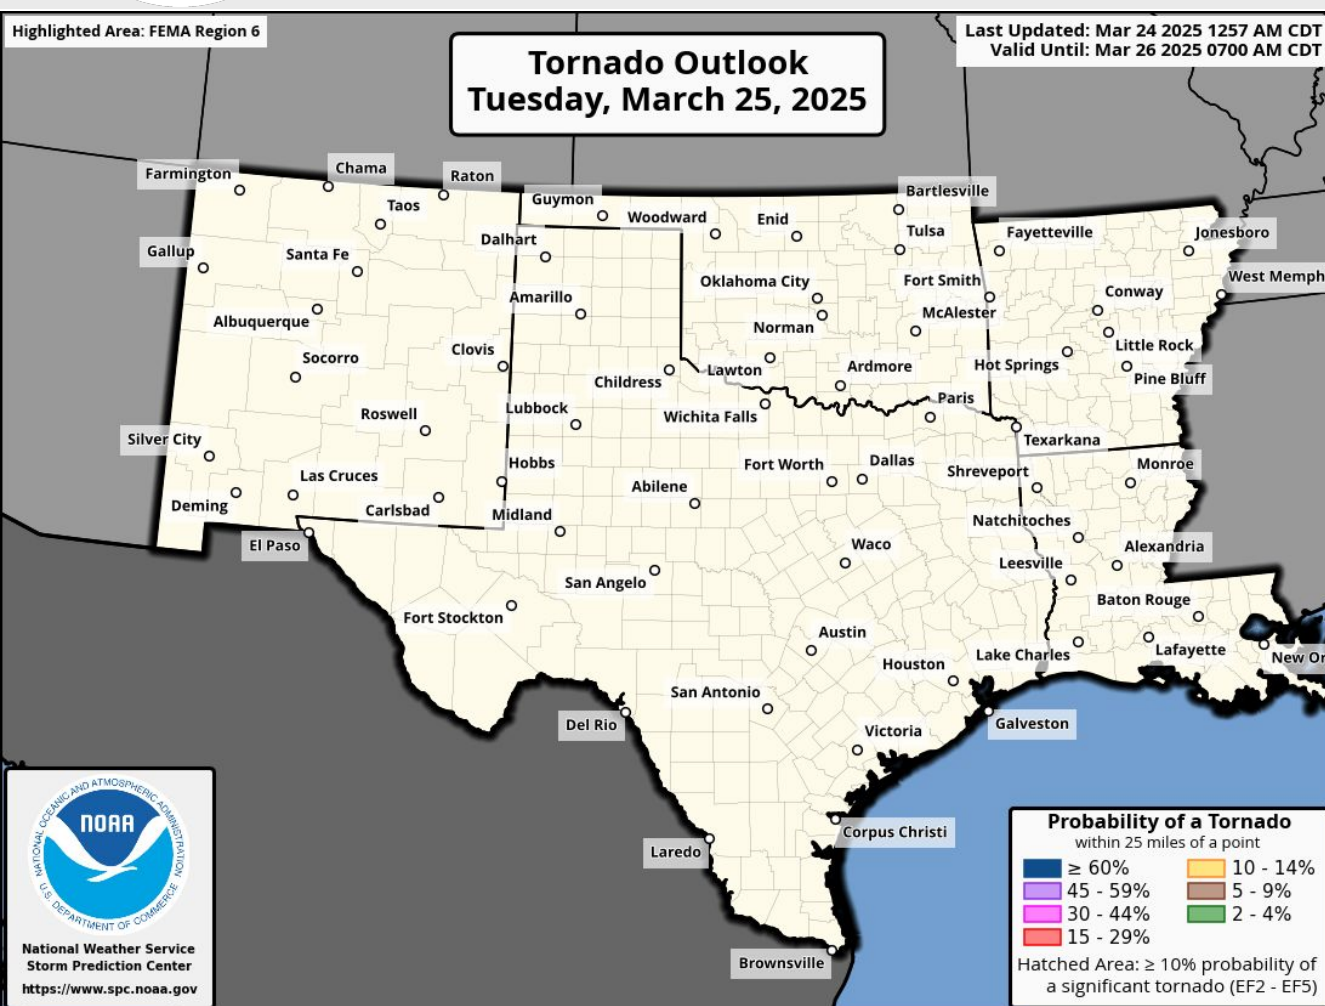 Highlighted Area: FEMA Region 6
Last Updated: Mar 24 2025 1257 AM CDT
Valid Until: Mar 26 2025 0700 AM CDT
Tornado Outlook
Tuesday, March 25, 2025
Farmington
Chama
Raton
Taos
Guymon
Woodward
Enid
Bartlesville
Tulsa
Fayetteville
Jonesboro
Gallup
Santa Fe
Dalhart
Oklahoma City
Fort Smith
Conway
West Memph
Albuquerque
Amarillo
Norman
McAlester
Little Rock
Socorro
Clovis
Childress
Lawton
Ardmore
Hot Springs
Pine Bluff
Roswell
Lubbock
Wichita Falls
Paris
Texarkana
Silver City
Las Cruces
Hobbs
Abilene
Fort Worth
Dallas
Shreveport
Monroe
Deming
Carlsbad
Midland
Natchitoches
El Paso
San Angelo
Waco
Leesville
Alexandria
Fort Stockton
Austin
Baton Rouge
Houston
Lake Charles
Lafayette
New Or
Del Rio
San Antonio
Victoria
Galveston
Laredo
Corpus Christi
Brownsville
NATIONAL OCEANIC AND ATMOSPHERIC ADMINISTRATION
NOAA
U.S. DEPARTMENT OF COMMERCE
National Weather Service
Storm Prediction Center
https://www.spc.noaa.gov
Probability of a Tornado
within 25 miles of a point
≥ 60%
10 - 14%
45 - 59%
5 - 9%
30 - 44%
2 - 4%
15 - 29%
Hatched Area: ≥ 10% probability of
a significant tornado (EF2 - EF5)